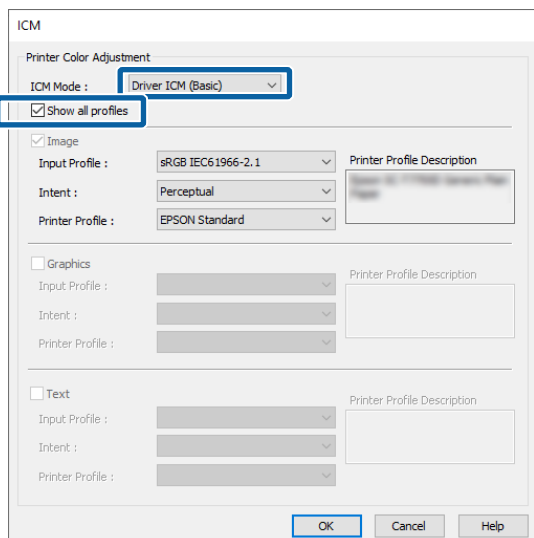 ICM
Printer Color Adjustment
ICM Mode : Driver ICM (Basic)
Show all profiles
Image
Input Profile : sRGB IEC61966-2.1 Printer Profile Description
Intent : Perceptual
Printer Profile : EPSON Standard
Graphics
Input Profile : Printer Profile Description
Intent :
Printer Profile :
Text
Input Profile : Printer Profile Description
Intent :
Printer Profile :
OK Cancel Help